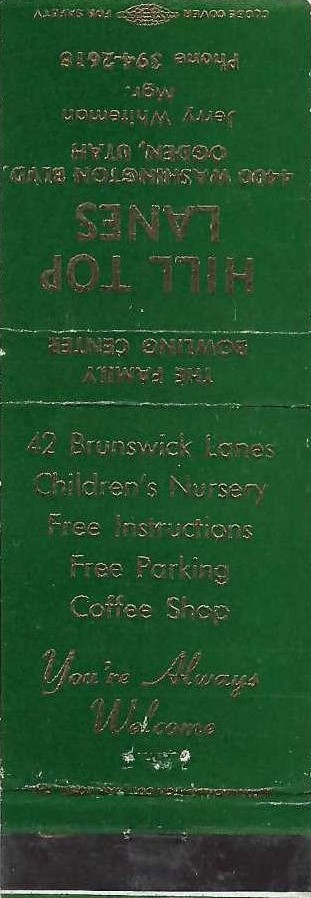 THE FAMILY
BOWLING CENTER
HILL TOP
LANES
4400 WASHINGTON BLVD.
OGDEN, UTAH
Jerry Whiteman
Mgr.
Phone 394-2618
CLOSE COVER FOR SAFETY
42 Brunswick Lanes
Children's Nursery
Free Instructions
Free Parking
Coffee Shop
You're Always
Welcome